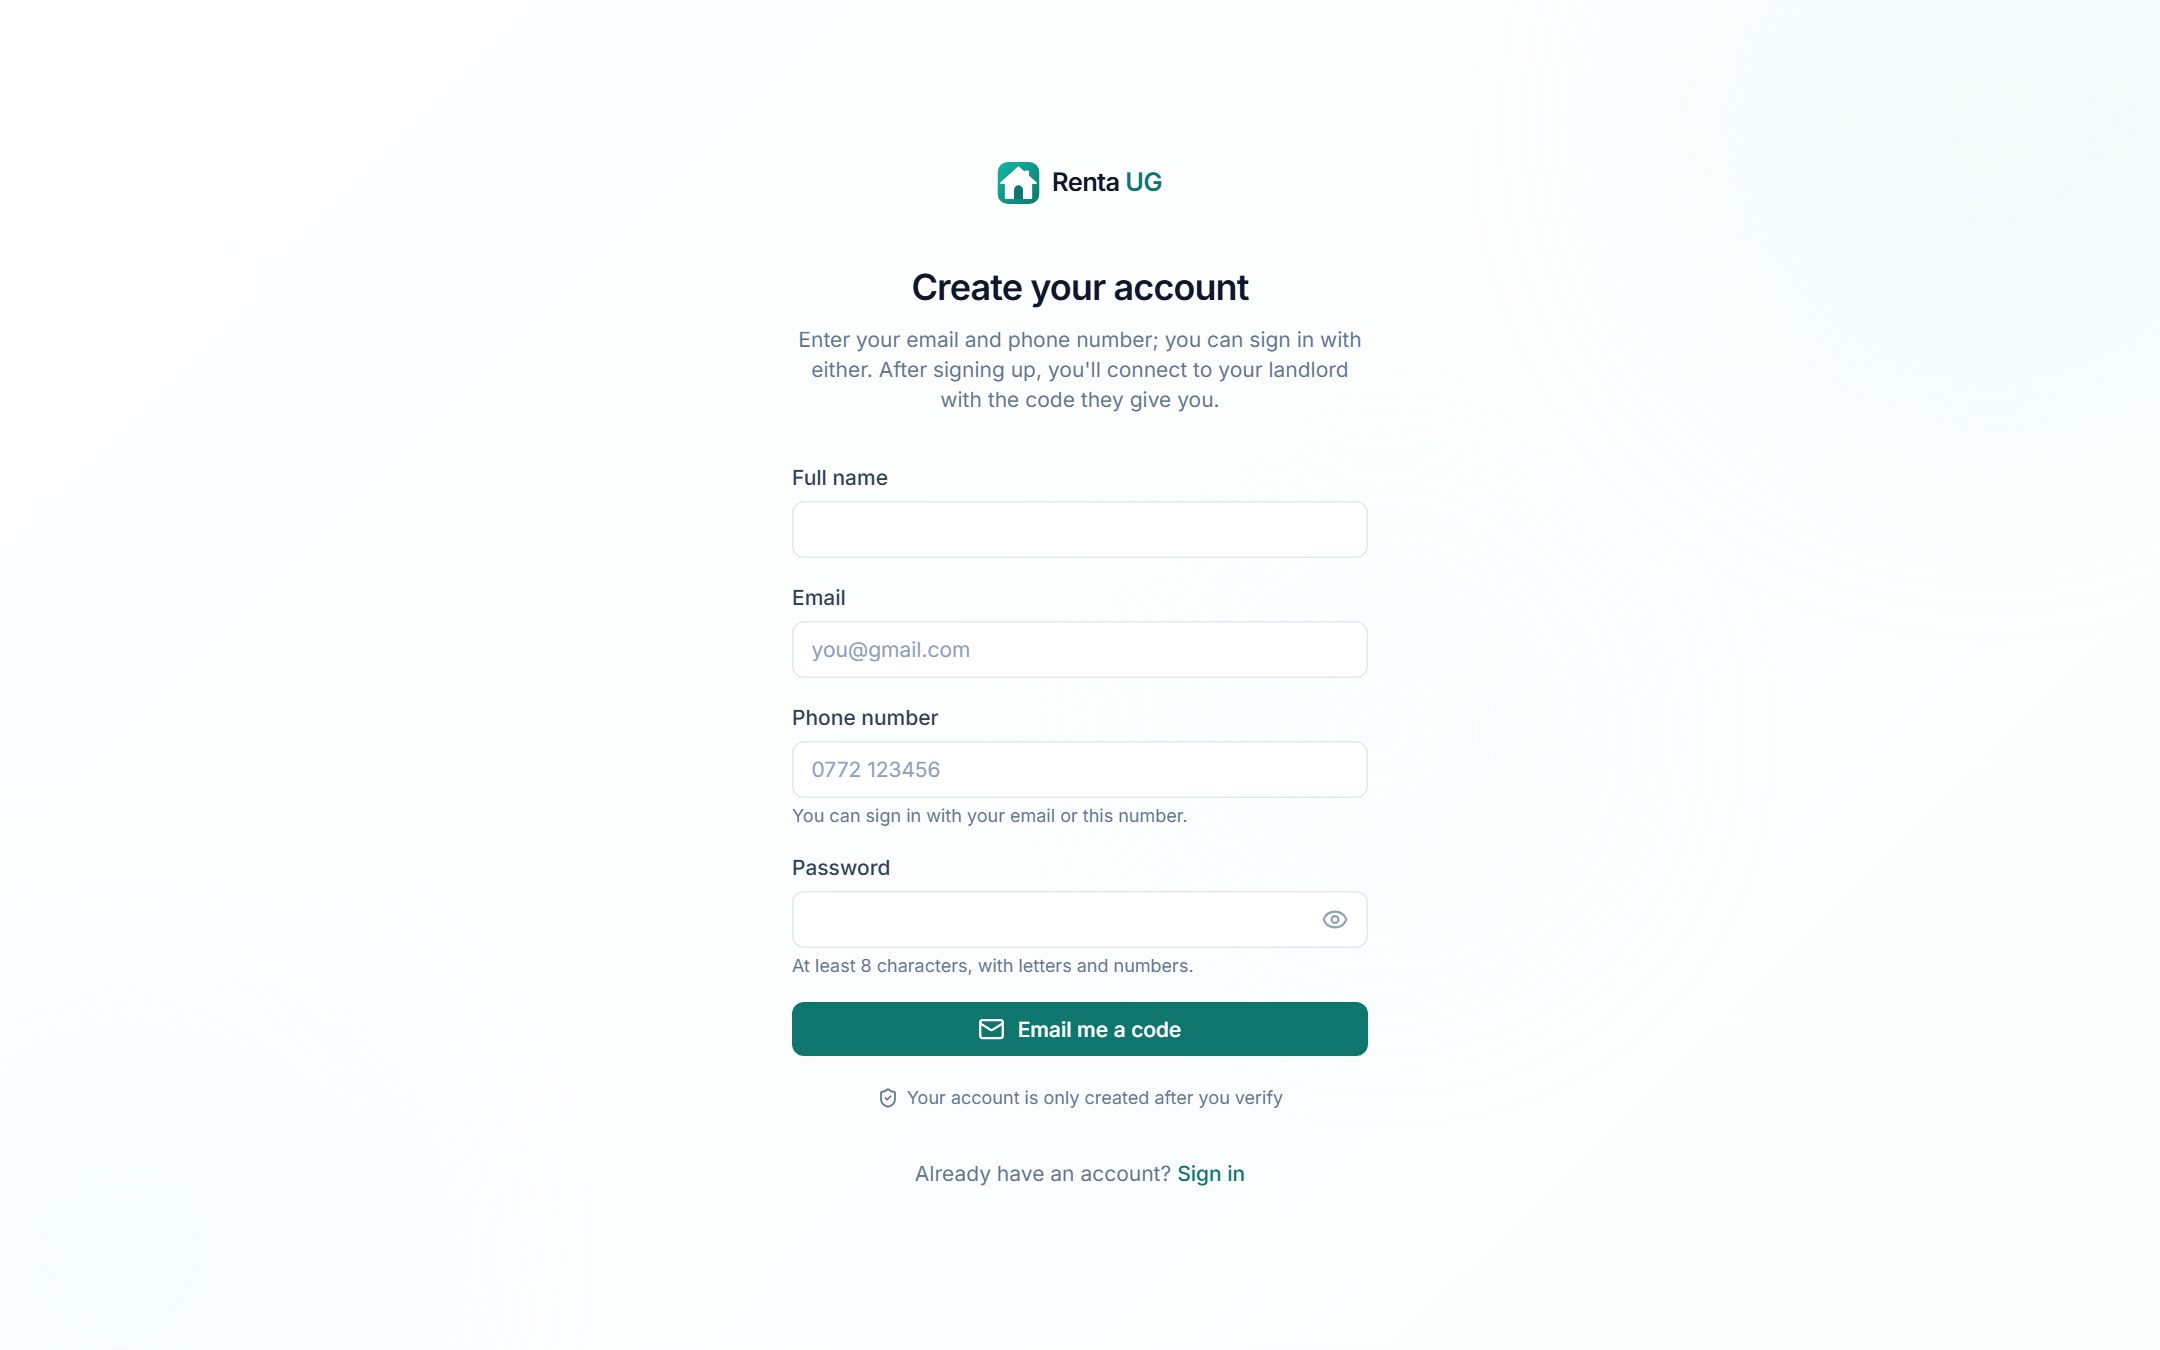 Renta UG
Create your account
Enter your email and phone number; you can sign in with
either. After signing up, you'll connect to your landlord
with the code they give you.
Full name
Email
you@gmail.com
Phone number
0772 123456
You can sign in with your email or this number.
Password
At least 8 characters, with letters and numbers.
Email me a code
Your account is only created after you verify
Already have an account? Sign in